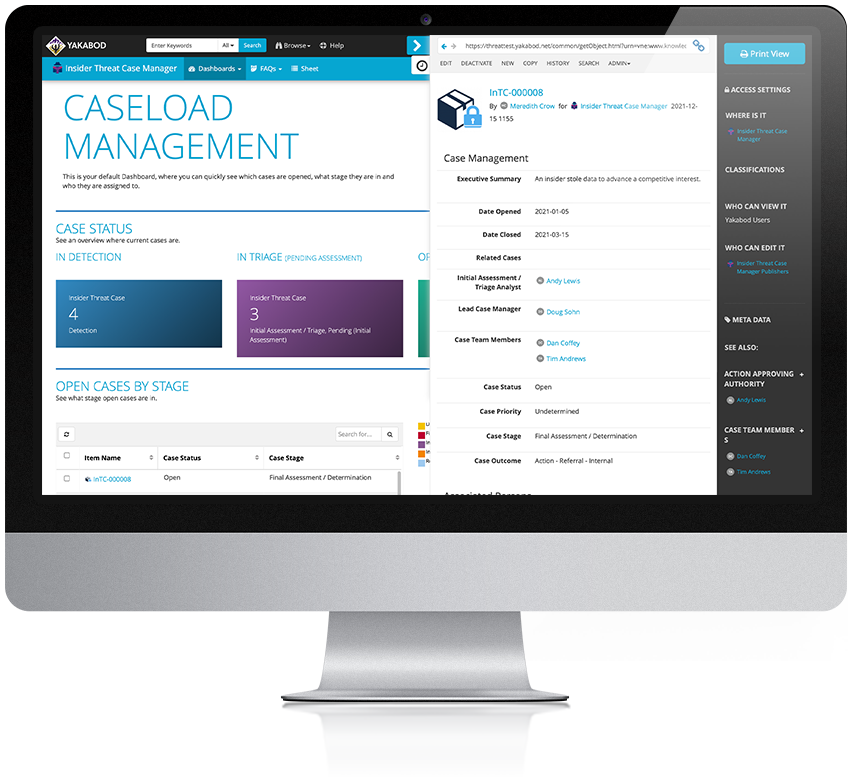 YAKABOD
Enter Keywords
All
Search
Browse
Help
Insider Threat Case Manager
Dashboards
FAQs
Sheet
CASELOAD
MANAGEMENT
This is your default Dashboard, where you can quickly see which cases are opened, what stage they are in and
who they are assigned to.
CASE STATUS
See an overview where current cases are.
IN DETECTION
IN TRIAGE (PENDING ASSESSMENT)
Insider Threat Case
4
Detection
Insider Threat Case
3
Initial Assessment / Triage, Pending (Initial
Assessment)
OPEN CASES BY STAGE
See what stage open cases are in.
Search for...
Item Name
Case Status
Case Stage
InTC-000008
Open
Final Assessment / Determination
https://threattest.yakabod.net/common/getObject.html?urn=vne:www.knowled
EDIT DEACTIVATE NEW COPY HISTORY SEARCH ADMIN
InTC-000008
By Meredith Crow for Insider Threat Case Manager 2021-12-
15 1155
Case Management
Executive Summary An insider stole data to advance a competitive interest.
Date Opened 2021-01-05
Date Closed 2021-03-15
Related Cases
Initial Assessment /
Triage Analyst
Andy Lewis
Lead Case Manager Doug Sohn
Case Team Members Dan Coffey
Tim Andrews
Case Status Open
Case Priority Undetermined
Case Stage Final Assessment / Determination
Case Outcome Action - Referral - Internal
Associated Persons
Print View
ACCESS SETTINGS
WHERE IS IT
Insider Threat Case
Manager
CLASSIFICATIONS
WHO CAN VIEW IT
Yakabod Users
WHO CAN EDIT IT
Insider Threat Case
Manager Publishers
META DATA
SEE ALSO:
ACTION APPROVING +
AUTHORITY
Andy Lewis
CASE TEAM MEMBER +
S
Dan Coffey
Tim Andrews